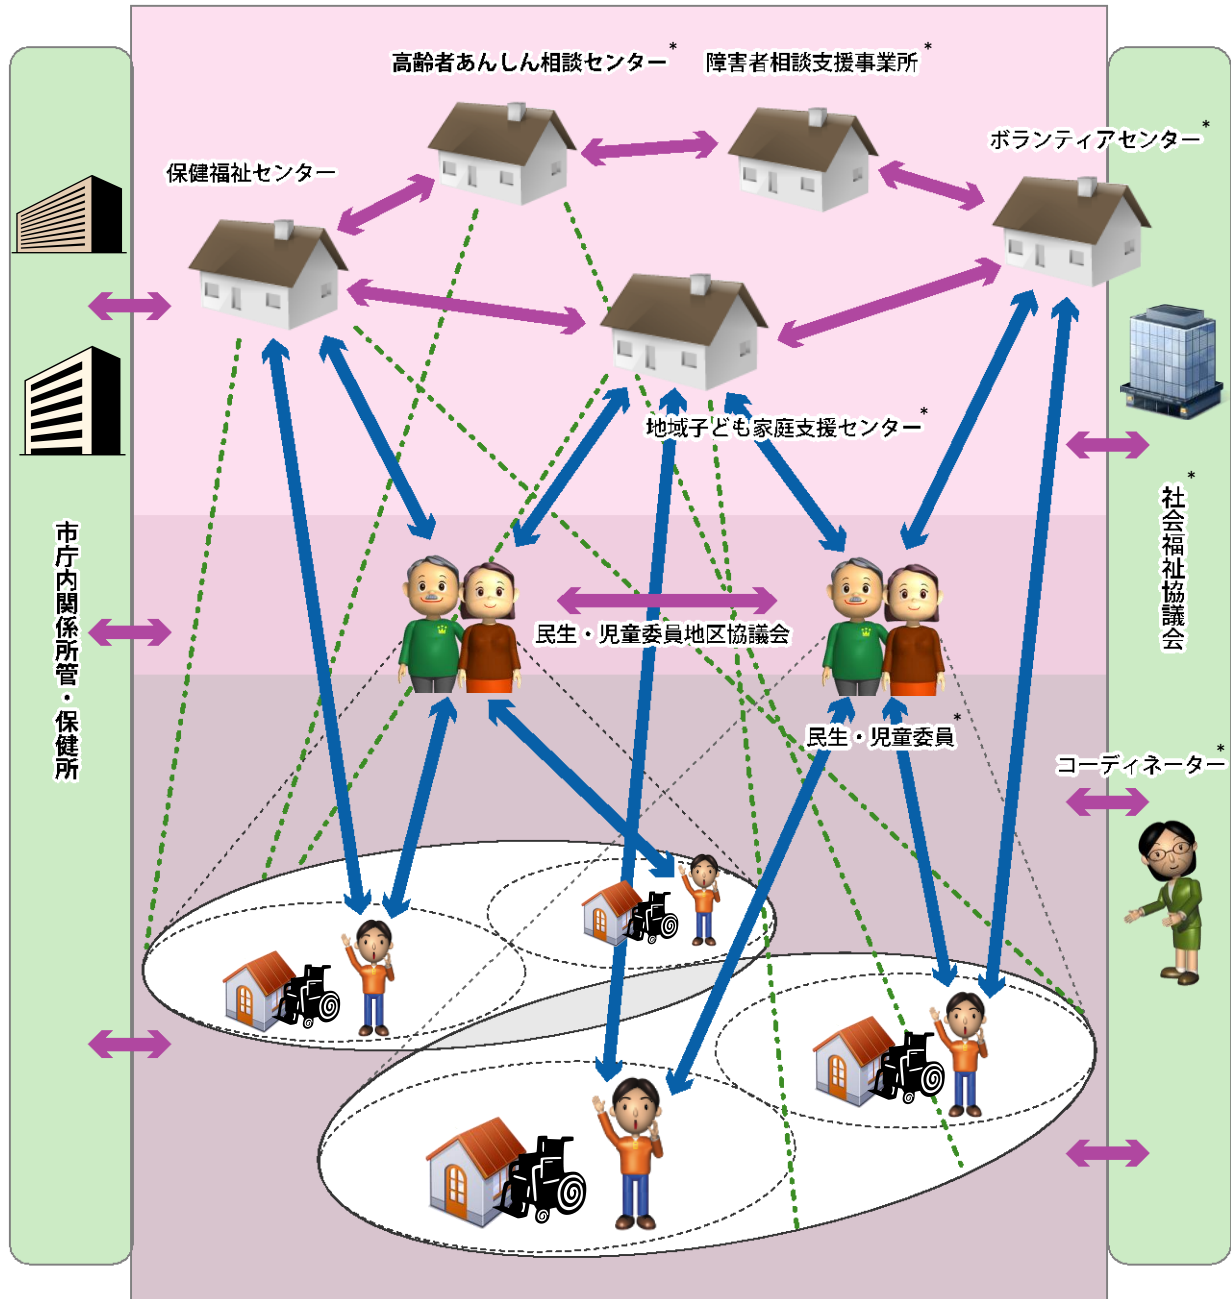 高齢者あんしん相談センター*
障害者相談支援事業所*
ボランティアセンター*
保健福祉センター
地域子ども家庭支援センター*
市庁内関係所管・保健所
社会福祉協議会*
民生・児童委員地区協議会
民生・児童委員*
コーディネーター*